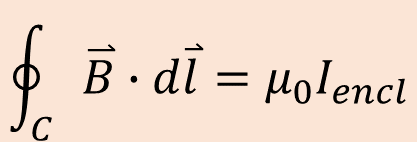 ∮_C B⃗ · dl⃗ = μ₀I_encl